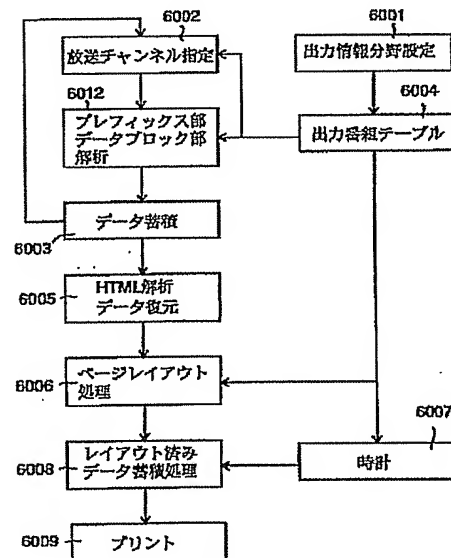 6002
放送チャンネル指定
6001
出力情報分野設定
6012
プレフィックス部
データブロック部
解析
6004
出力番組テーブル
データ蓄積
6003
HTML解析
データ復元
6005
ページレイアウト
処理
6006
6007
時計
レイアウト済み
データ蓄積処理
6008
プリント
6009